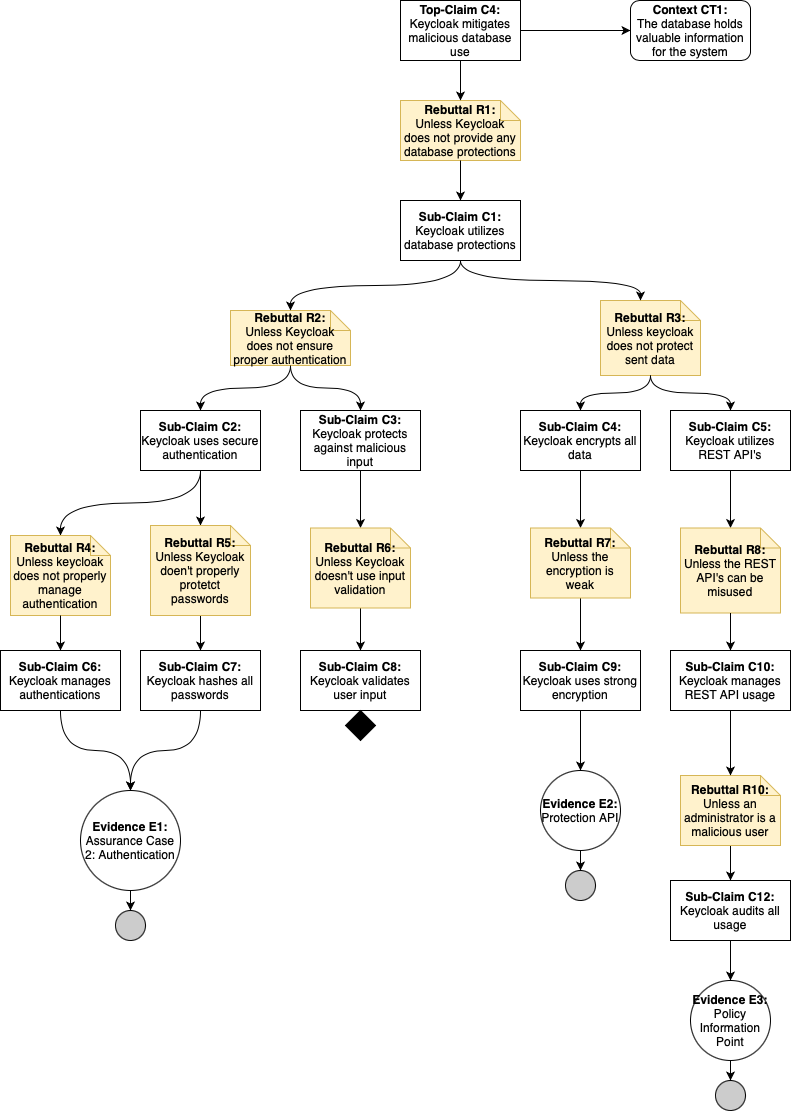 Top-Claim C4:
Keycloak mitigates
malicious database
use
Context CT1:
The database holds
valuable information
for the system
Rebuttal R1:
Unless Keycloak
does not provide any
database protections
Sub-Claim C1:
Keycloak utilizes
database protections
Rebuttal R2:
Unless Keycloak
does not ensure
proper authentication
Rebuttal R3:
Unless keycloak
does not protect
sent data
Sub-Claim C2:
Keycloak uses secure
authentication
Sub-Claim C3:
Keycloak protects
against malicious
input
Sub-Claim C4:
Keycloak encrypts all
data
Sub-Claim C5:
Keycloak utilizes
REST API's
Rebuttal R4:
Unless keycloak
does not properly
manage
authentication
Rebuttal R5:
Unless Keycloak
doen't properly
protetct
passwords
Rebuttal R6:
Unless Keycloak
doesn't use input
validation
Rebuttal R7:
Unless the
encryption is
weak
Rebuttal R8:
Unless the REST
API's can be
misused
Sub-Claim C6:
Keycloak manages
authentications
Sub-Claim C7:
Keycloak hashes all
passwords
Sub-Claim C8:
Keycloak validates
user input
Sub-Claim C9:
Keycloak uses strong
encryption
Sub-Claim C10:
Keycloak manages
REST API usage
Evidence E1:
Assurance Case
2: Authentication
Evidence E2:
Protection API
Rebuttal R10:
Unless an
administrator is a
malicious user
Sub-Claim C12:
Keycloak audits all
usage
Evidence E3:
Policy
Information
Point